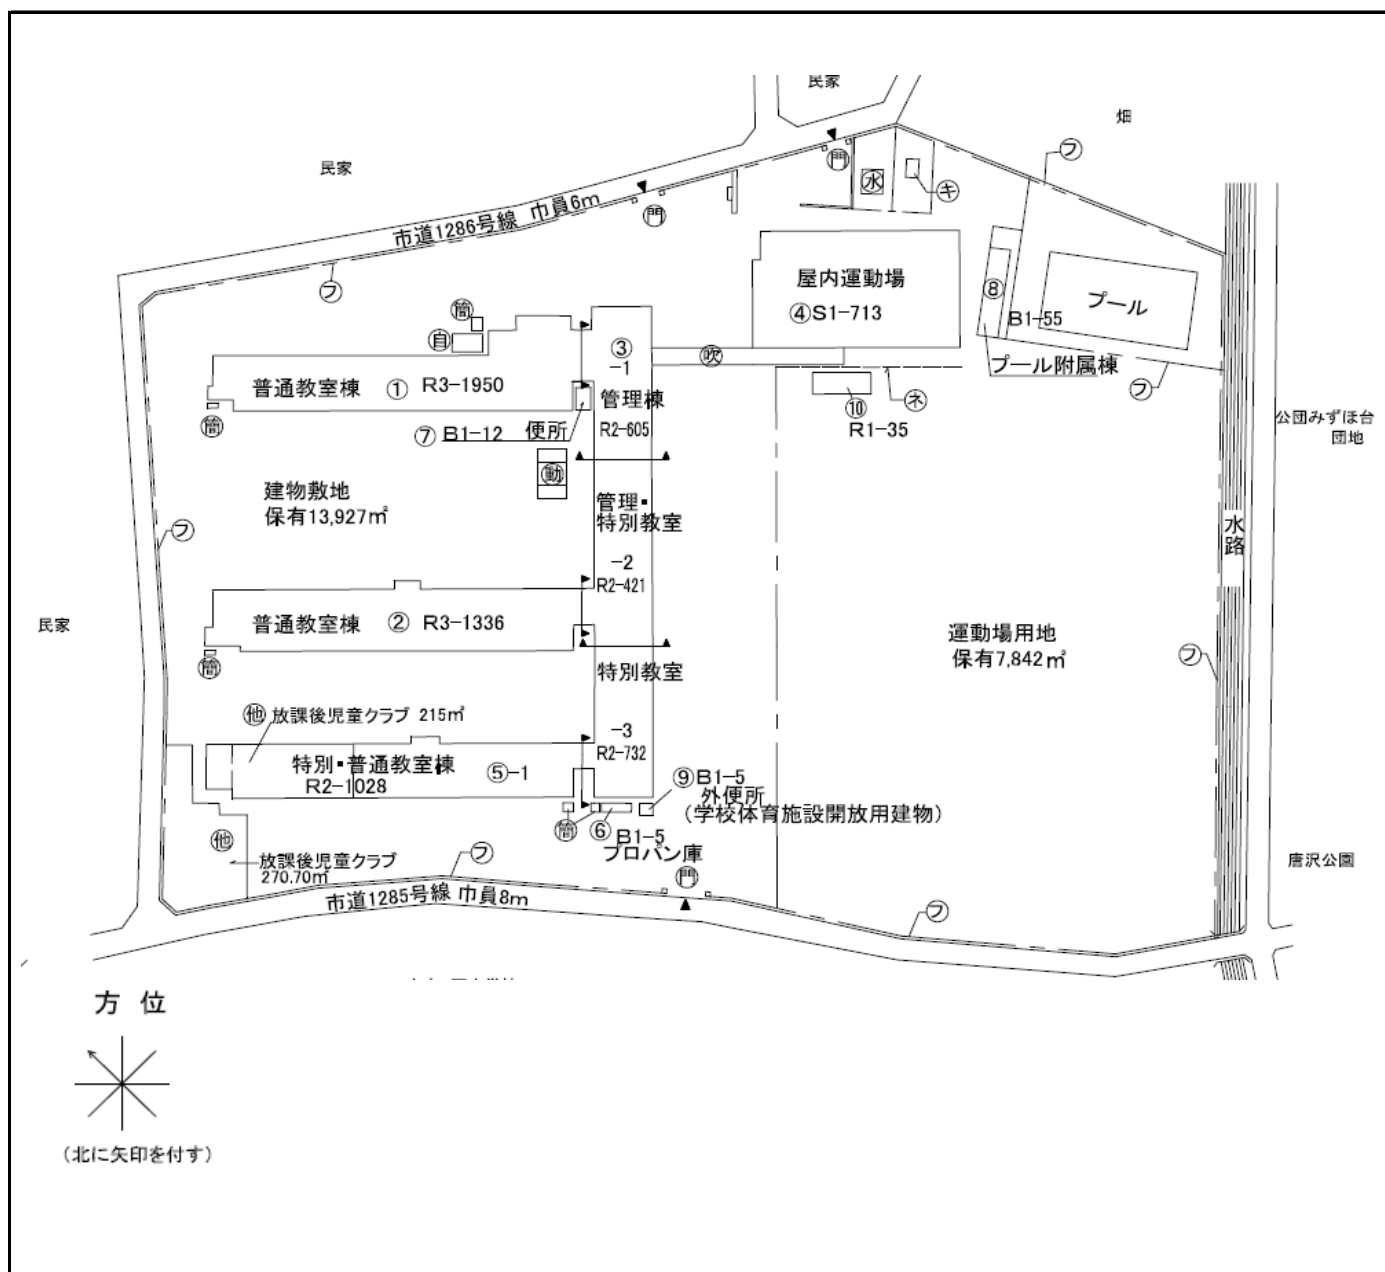 民家
畑
民家
フ
門
水
キ
市道1286号線 巾員6m
門
フ
屋内運動場
④S1-713
⑧
B1-55
プール
プール附属棟
フ
簡
自
③
-1
吹
普通教室棟 ① R3-1950
管理棟
R2-605
⑩
R1-35
ネ
簡
⑦ B1-12 便所
公団みずほ台
団地
動
建物敷地
保有13,927㎡
管理・
特別教室
フ
水路
-2
R2-421
民家
普通教室棟 ② R3-1336
運動場用地
保有7,842㎡
フ
簡
特別教室
他 放課後児童クラブ 215㎡
-3
R2-732
特別・普通教室棟 ⑤-1
R2-1028
⑨B1-5
外便所
(学校体育施設開放用建物)
簡
⑥ B1-5
プロパン庫
他
放課後児童クラブ
270.70㎡
フ
門
唐沢公園
市道1285号線 巾員8m
フ
方 位
(北に矢印を付す)